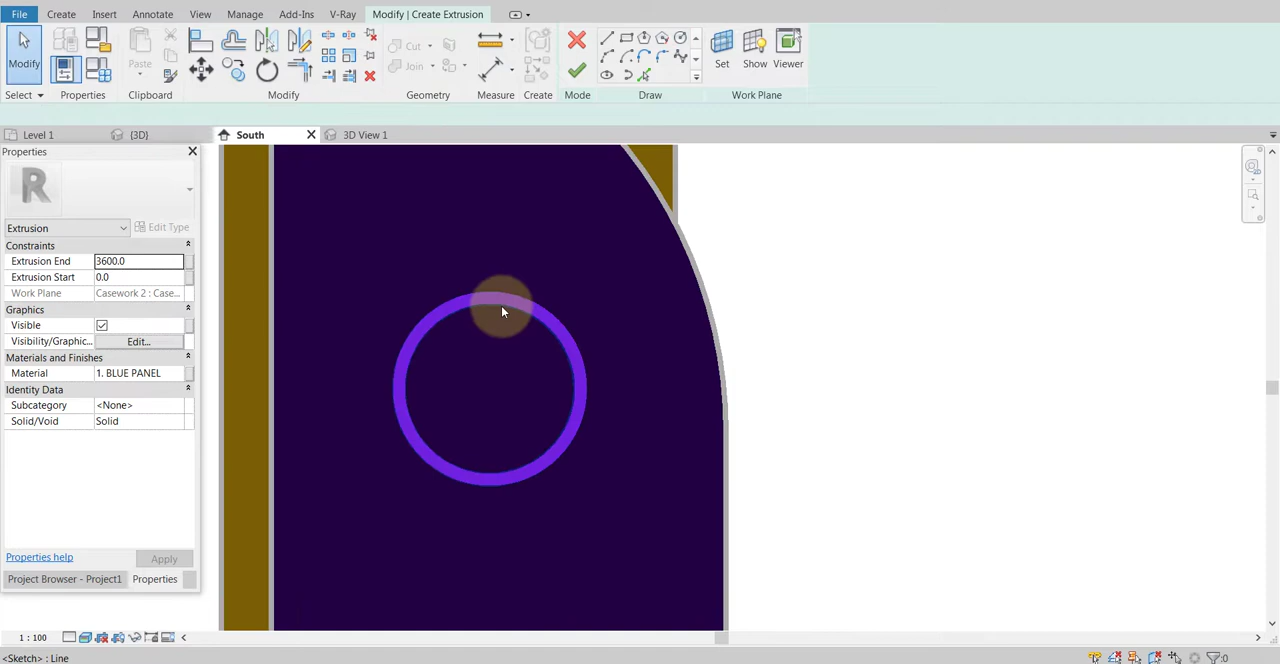 File Create Insert Annotate View Manage Add-Ins V-Ray Modify | Create Extrusion
Modify Paste Cut Join Set Show Viewer
Select Properties Clipboard Modify Geometry Measure Create Mode Draw Work Plane
Level 1 {3D} South 3D View 1
Properties
R
Extrusion Edit Type
Constraints
Extrusion End 3600.0
Extrusion Start 0.0
Work Plane Casework 2 : Case...
Graphics
Visible
Visibility/Graphic... Edit...
Materials and Finishes
Material 1. BLUE PANEL
Identity Data
Subcategory <None>
Solid/Void Solid
Properties help Apply
Project Browser - Project1 Properties
1 : 100
<Sketch> : Line :0